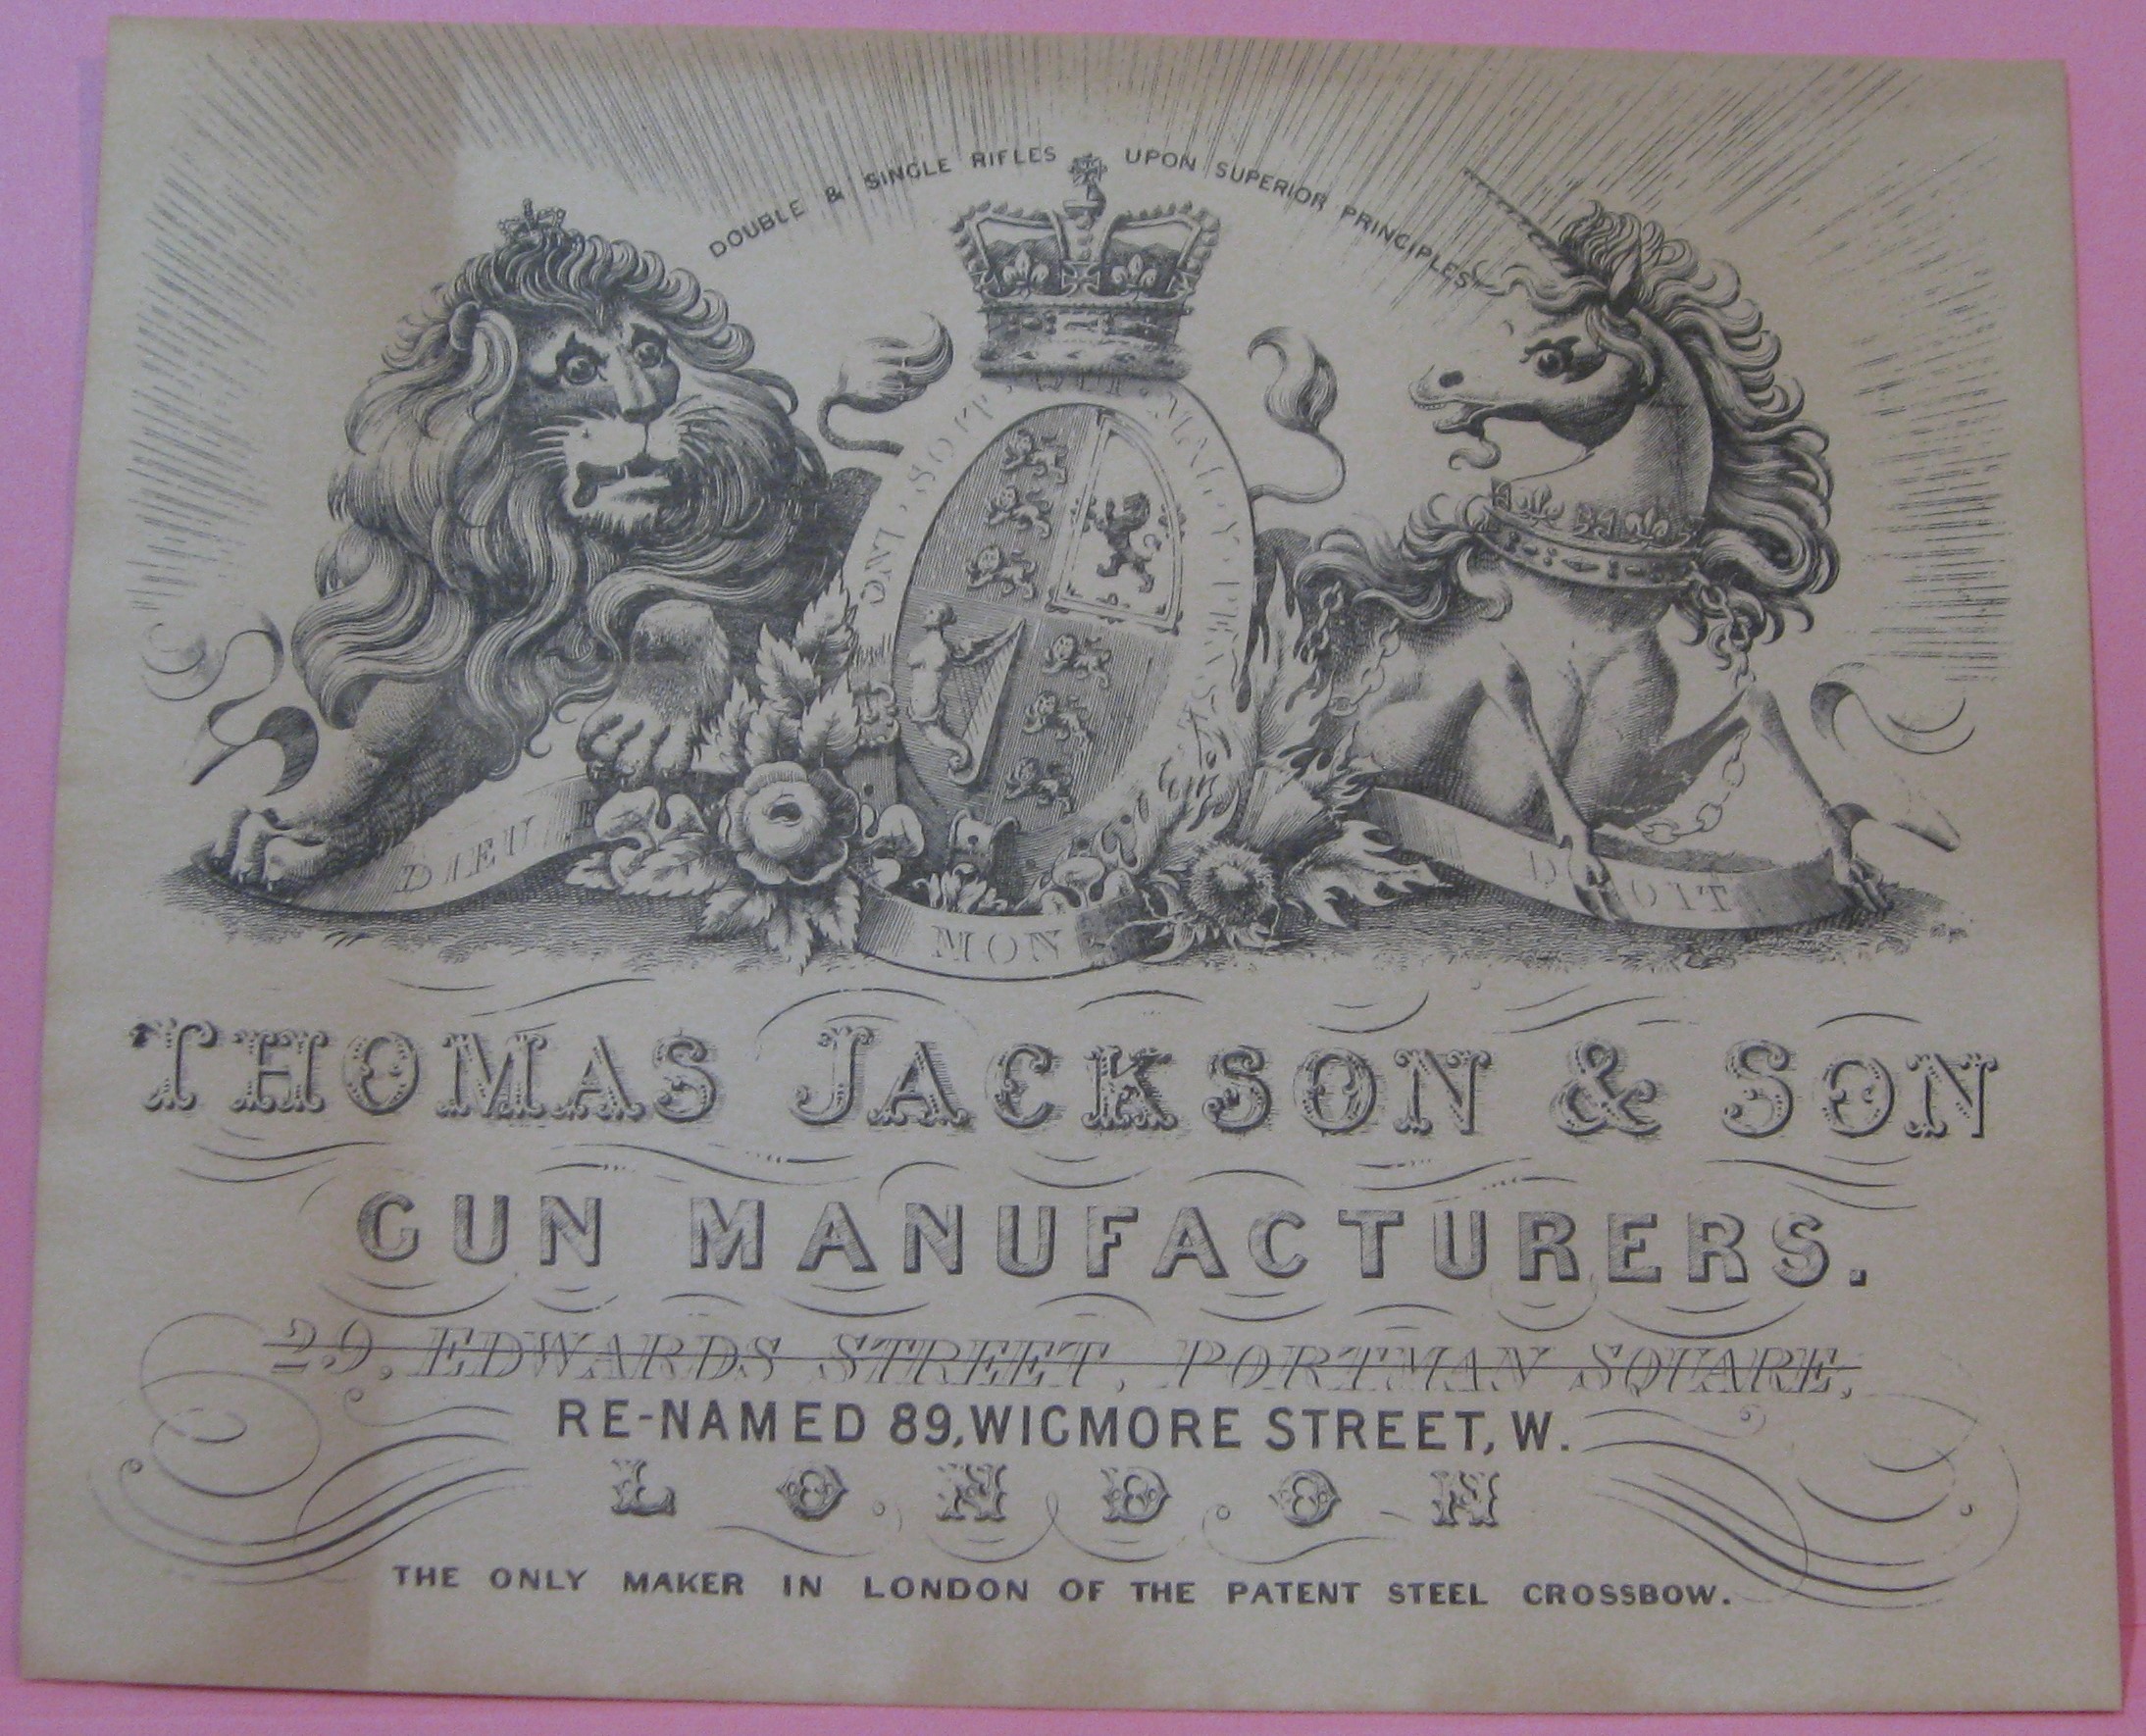 DOUBLE & SINGLE RIFLES UPON SUPERIOR PRINCIPLES
DIEU
MON
DROIT
THOMAS JACKSON & SON
GUN MANUFACTURERS.
29, EDWARDS STREET, PORTMAN SQUARE,
RE-NAMED 89, WIGMORE STREET, W.
LONDON
THE ONLY MAKER IN LONDON OF THE PATENT STEEL CROSSBOW.